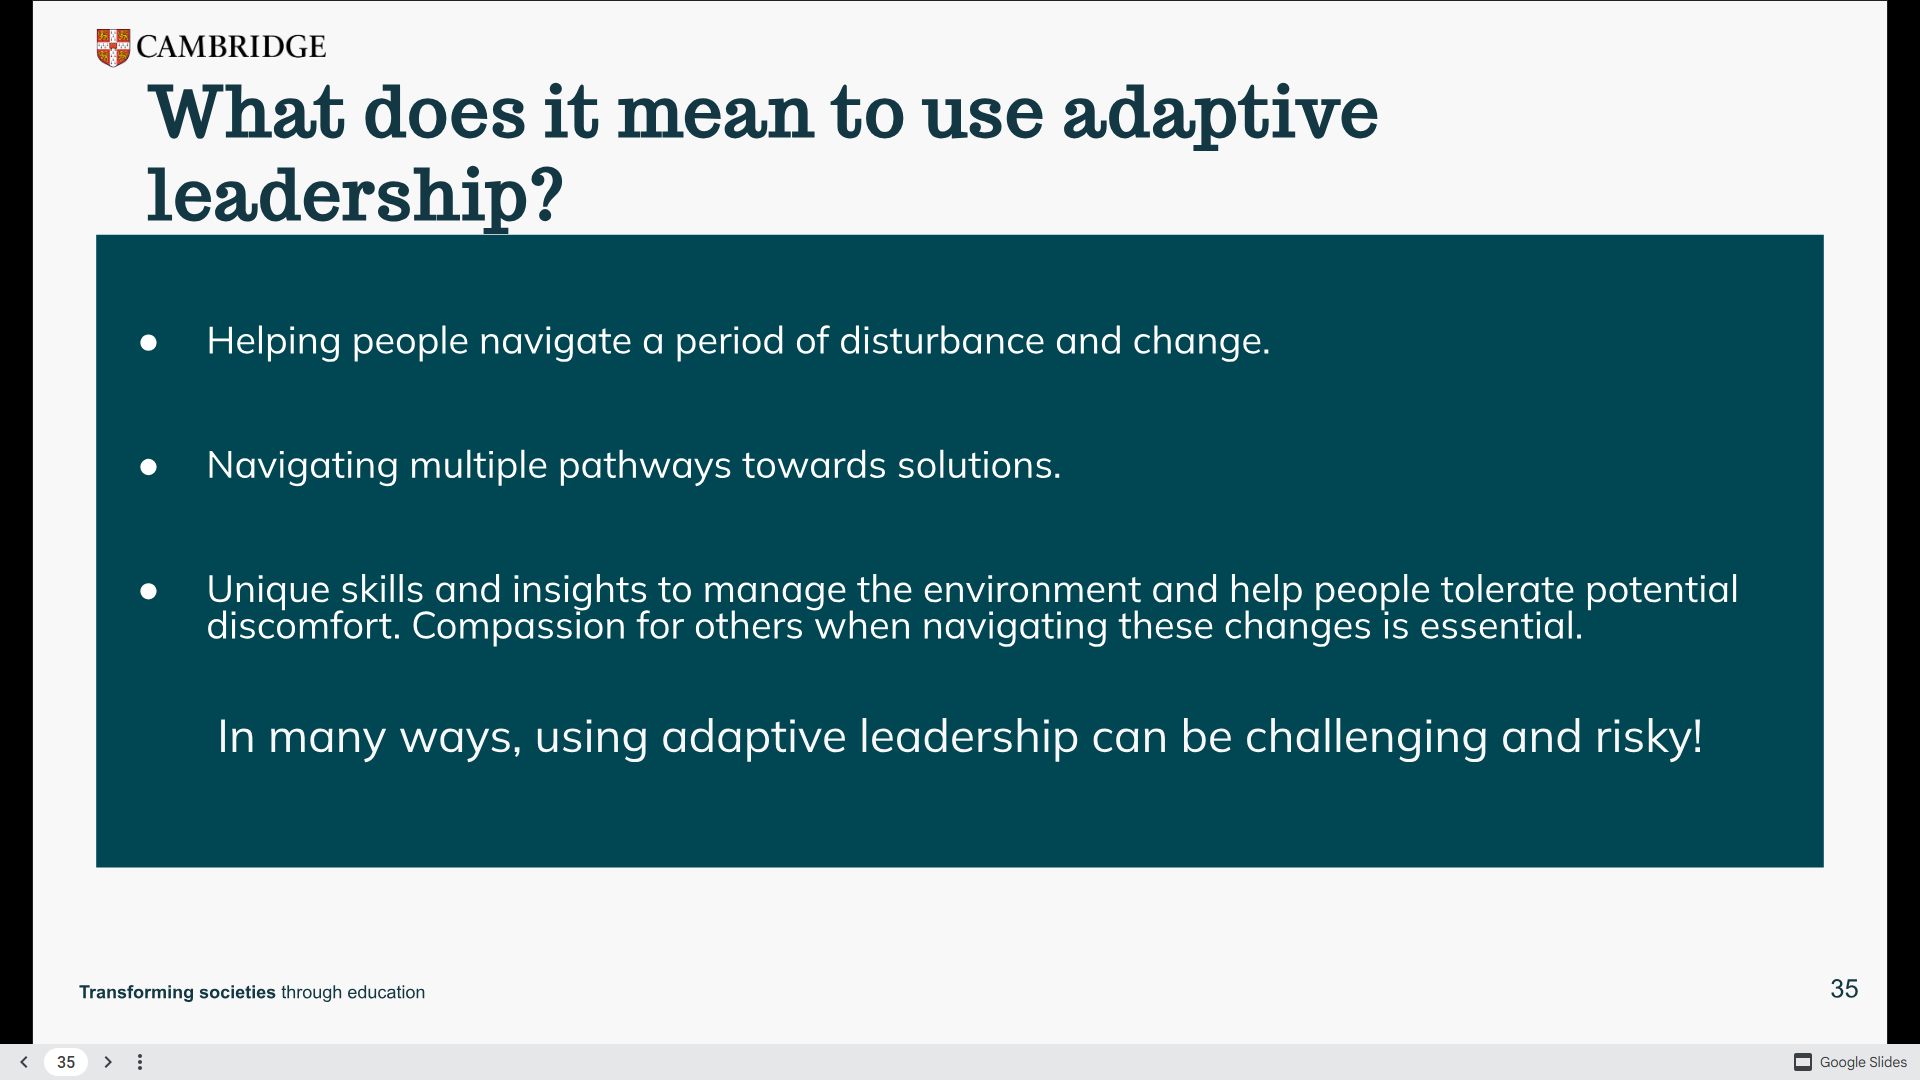 CAMBRIDGE
What does it mean to use adaptive
leadership?
● Helping people navigate a period of disturbance and change.
● Navigating multiple pathways towards solutions.
● Unique skills and insights to manage the environment and help people tolerate potential
discomfort. Compassion for others when navigating these changes is essential.
In many ways, using adaptive leadership can be challenging and risky!
Transforming societies through education
35
35
Google Slides